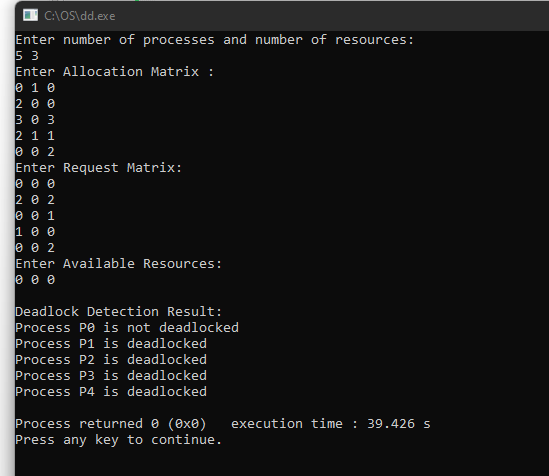 C:\OS\dd.exe
Enter number of processes and number of resources:
5 3
Enter Allocation Matrix :
0 1 0
2 0 0
3 0 3
2 1 1
0 0 2
Enter Request Matrix:
0 0 0
2 0 2
0 0 1
1 0 0
0 0 2
Enter Available Resources:
0 0 0
Deadlock Detection Result:
Process P0 is not deadlocked
Process P1 is deadlocked
Process P2 is deadlocked
Process P3 is deadlocked
Process P4 is deadlocked
Process returned 0 (0x0)   execution time : 39.426 s
Press any key to continue.